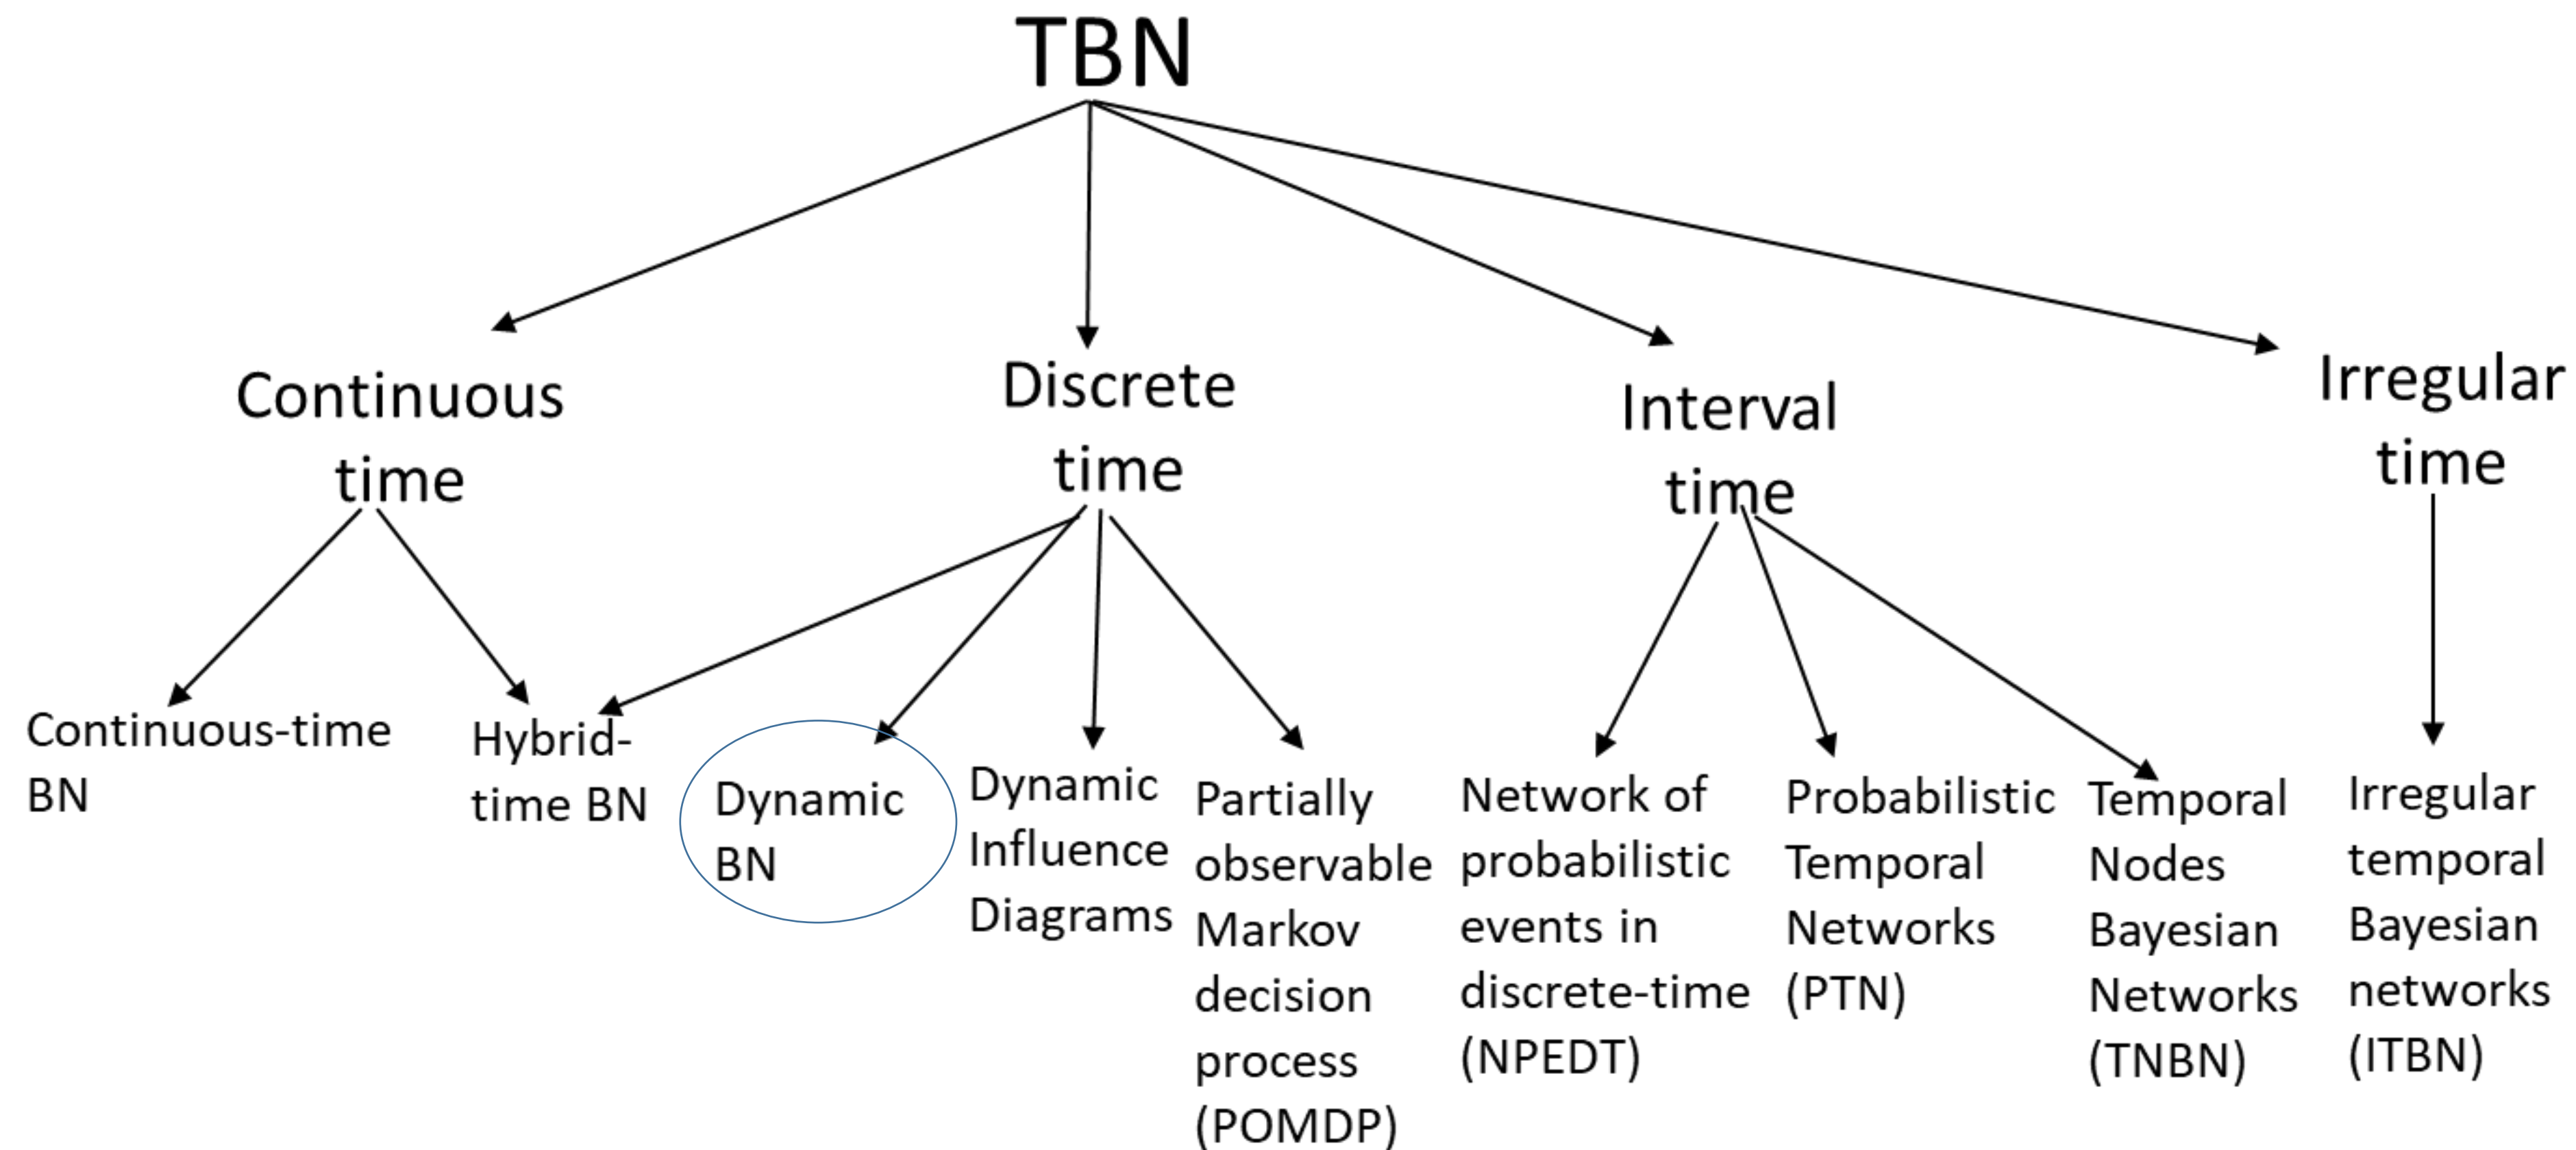 TBN
Continuous
time
Discrete
time
Interval
time
Irregular
time
Continuous-time
BN
Hybrid-
time BN
Dynamic
BN
Dynamic
Influence
Diagrams
Partially
observable
Markov
decision
process
(POMDP)
Network of
probabilistic
events in
discrete-time
(NPEDT)
Probabilistic
Temporal
Networks
(PTN)
Temporal
Nodes
Bayesian
Networks
(TNBN)
Irregular
temporal
Bayesian
networks
(ITBN)